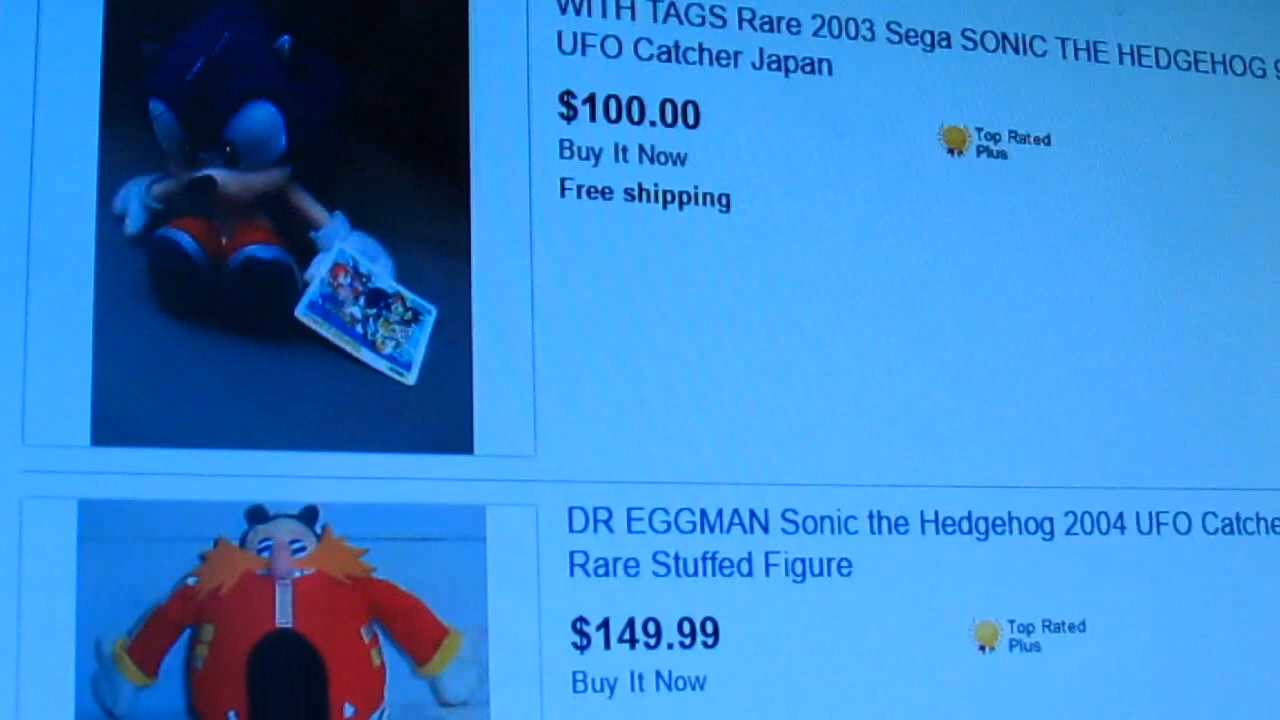 WITH TAGS Rare 2003 Sega SONIC THE HEDGEHOG
UFO Catcher Japan
$100.00
Buy It Now
Free shipping
Top Rated
Plus
DR EGGMAN Sonic the Hedgehog 2004 UFO Catche
Rare Stuffed Figure
$149.99
Buy It Now
Top Rated
Plus